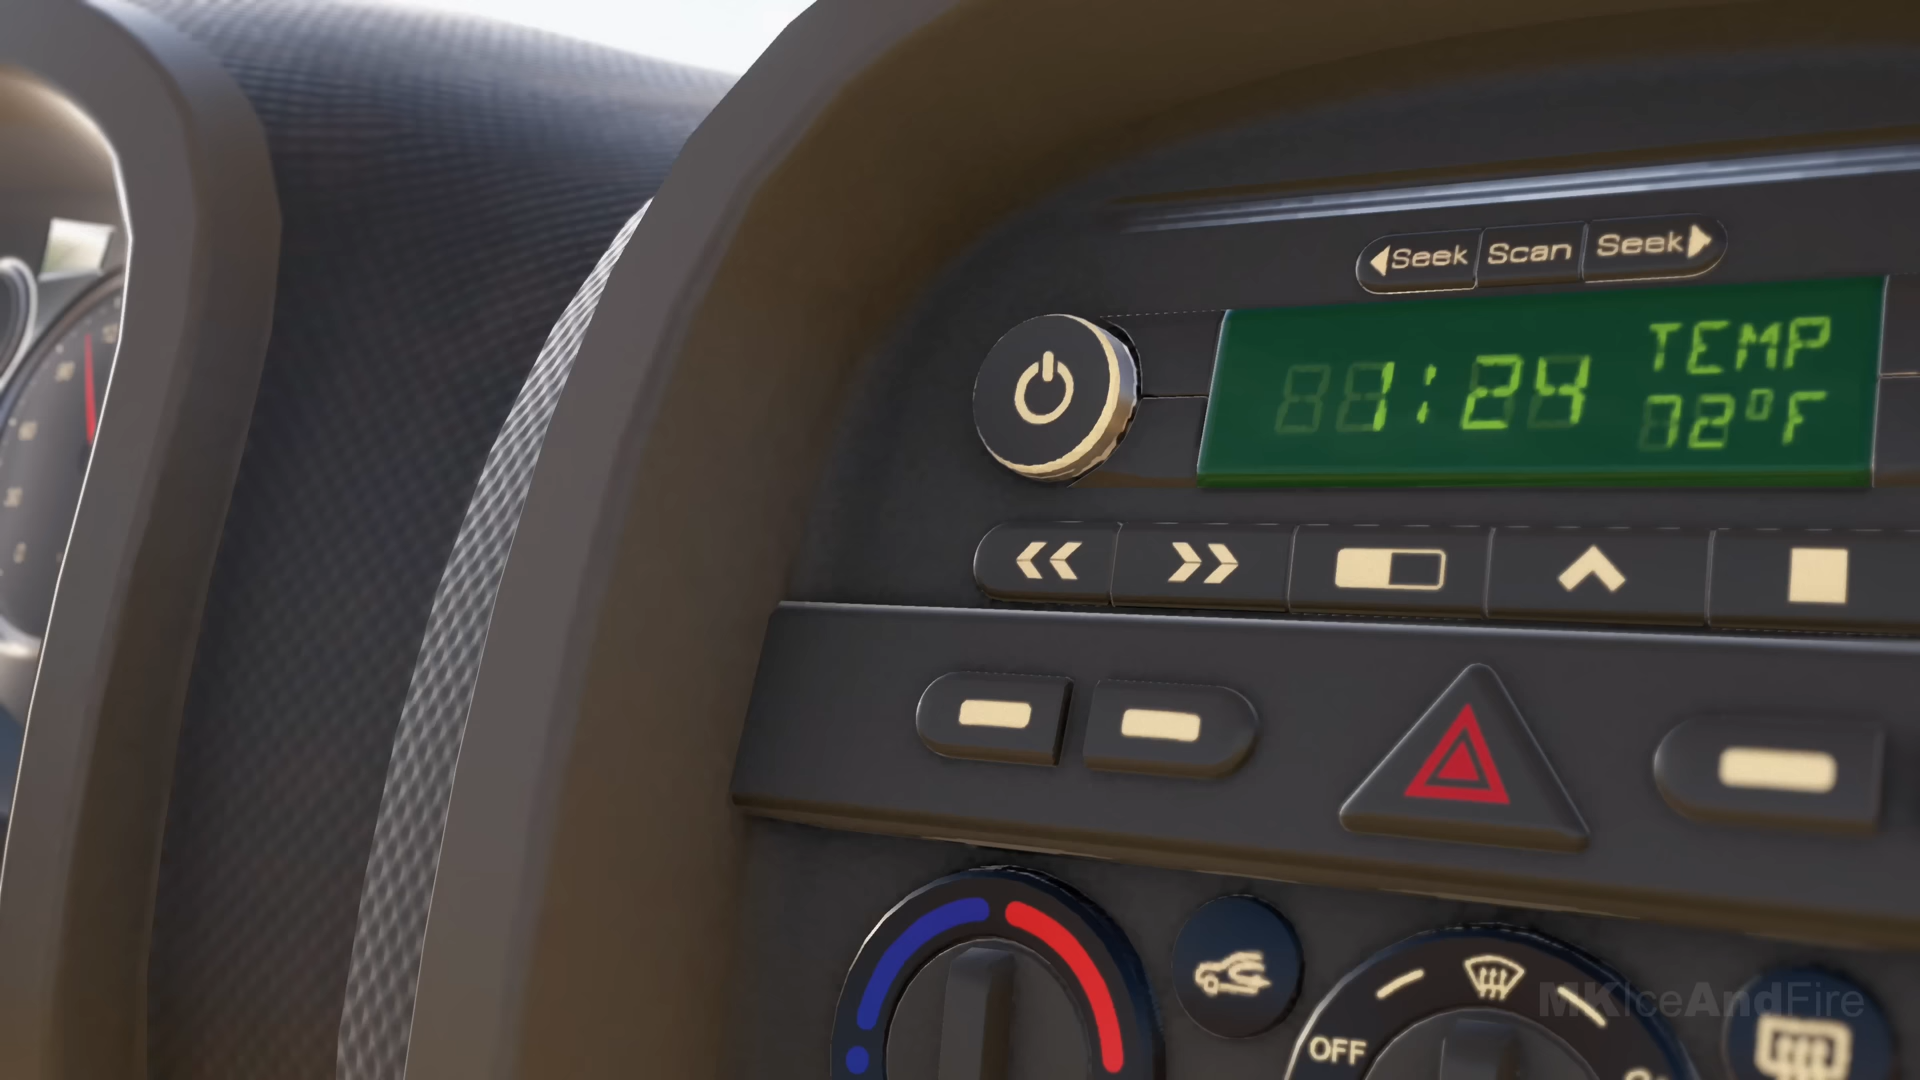 Seek Scan Seek
1:24
TEMP
72°F
OFF
MKIceAndFire